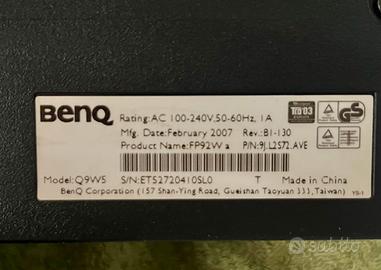 BenQ
Rating:AC 100-240V,50-60Hz, 1A
Mfg. Date:February 2007 Rev.:B1-130
Product Name:FP92W a P/N:9J.L2S72.AVE
Model:Q9W5 S/N:ETS2720410SL0 T Made in China
BenQ Corporation (157 Shan-Ying Road, Gueishan Taoyuan 333,Taiwan)
TCO'03
GS
subito